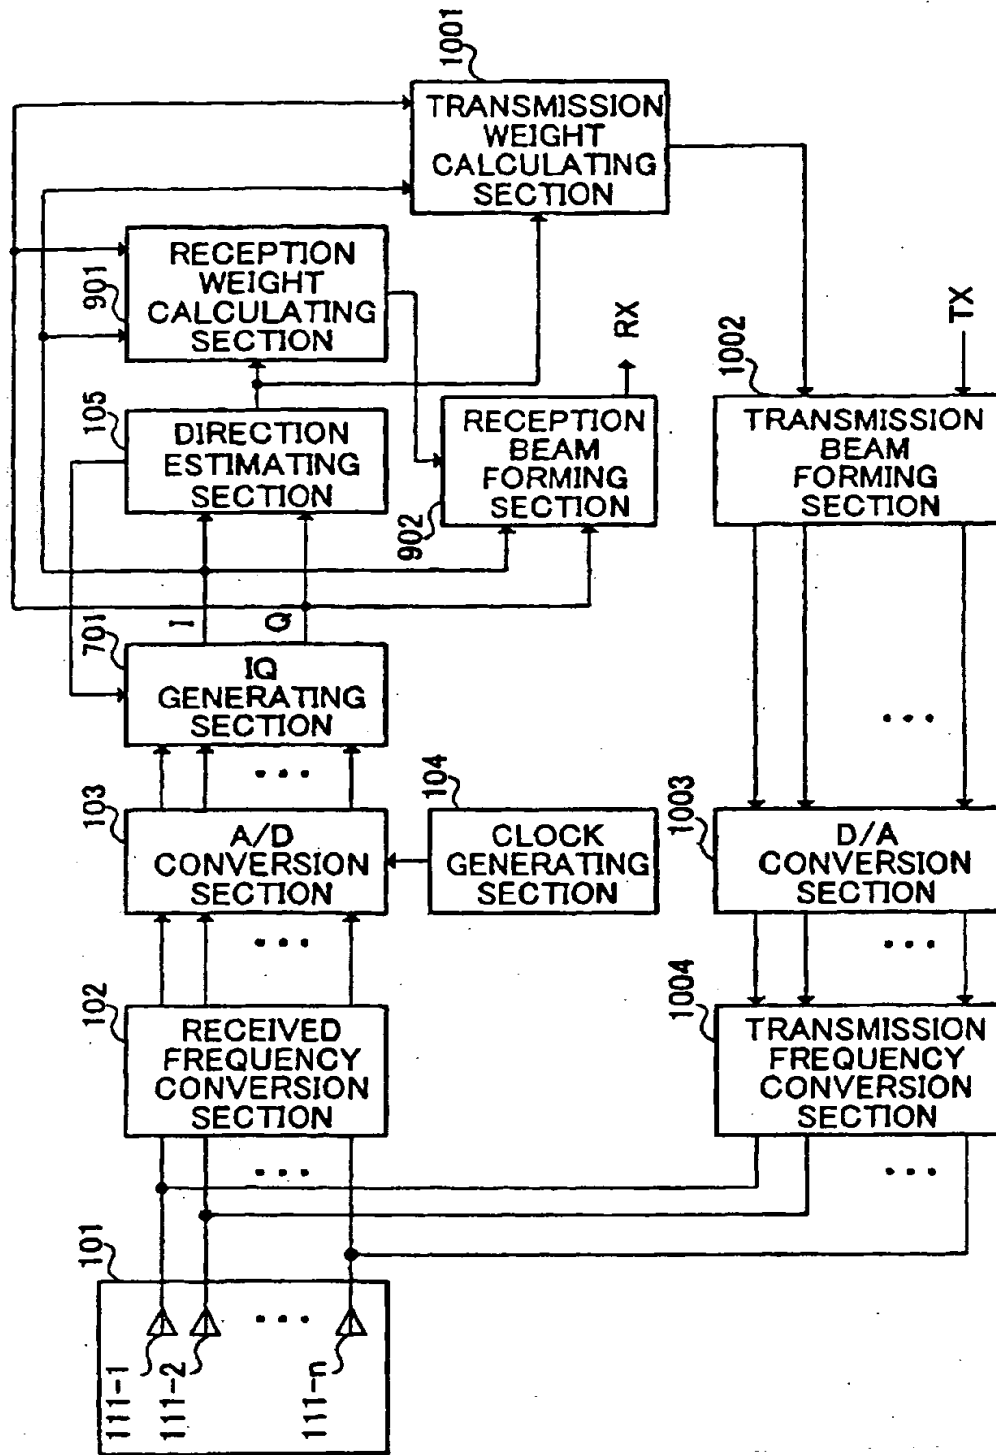 101
111-1
111-2
111-n
102
RECEIVED
FREQUENCY
CONVERSION
SECTION
103
A/D
CONVERSION
SECTION
104
CLOCK
GENERATING
SECTION
701
IQ
GENERATING
SECTION
I
Q
105
DIRECTION
ESTIMATING
SECTION
901
RECEPTION
WEIGHT
CALCULATING
SECTION
902
RECEPTION
BEAM
FORMING
SECTION
RX
1001
TRANSMISSION
WEIGHT
CALCULATING
SECTION
1002
TRANSMISSION
BEAM
FORMING
SECTION
TX
1003
D/A
CONVERSION
SECTION
1004
TRANSMISSION
FREQUENCY
CONVERSION
SECTION